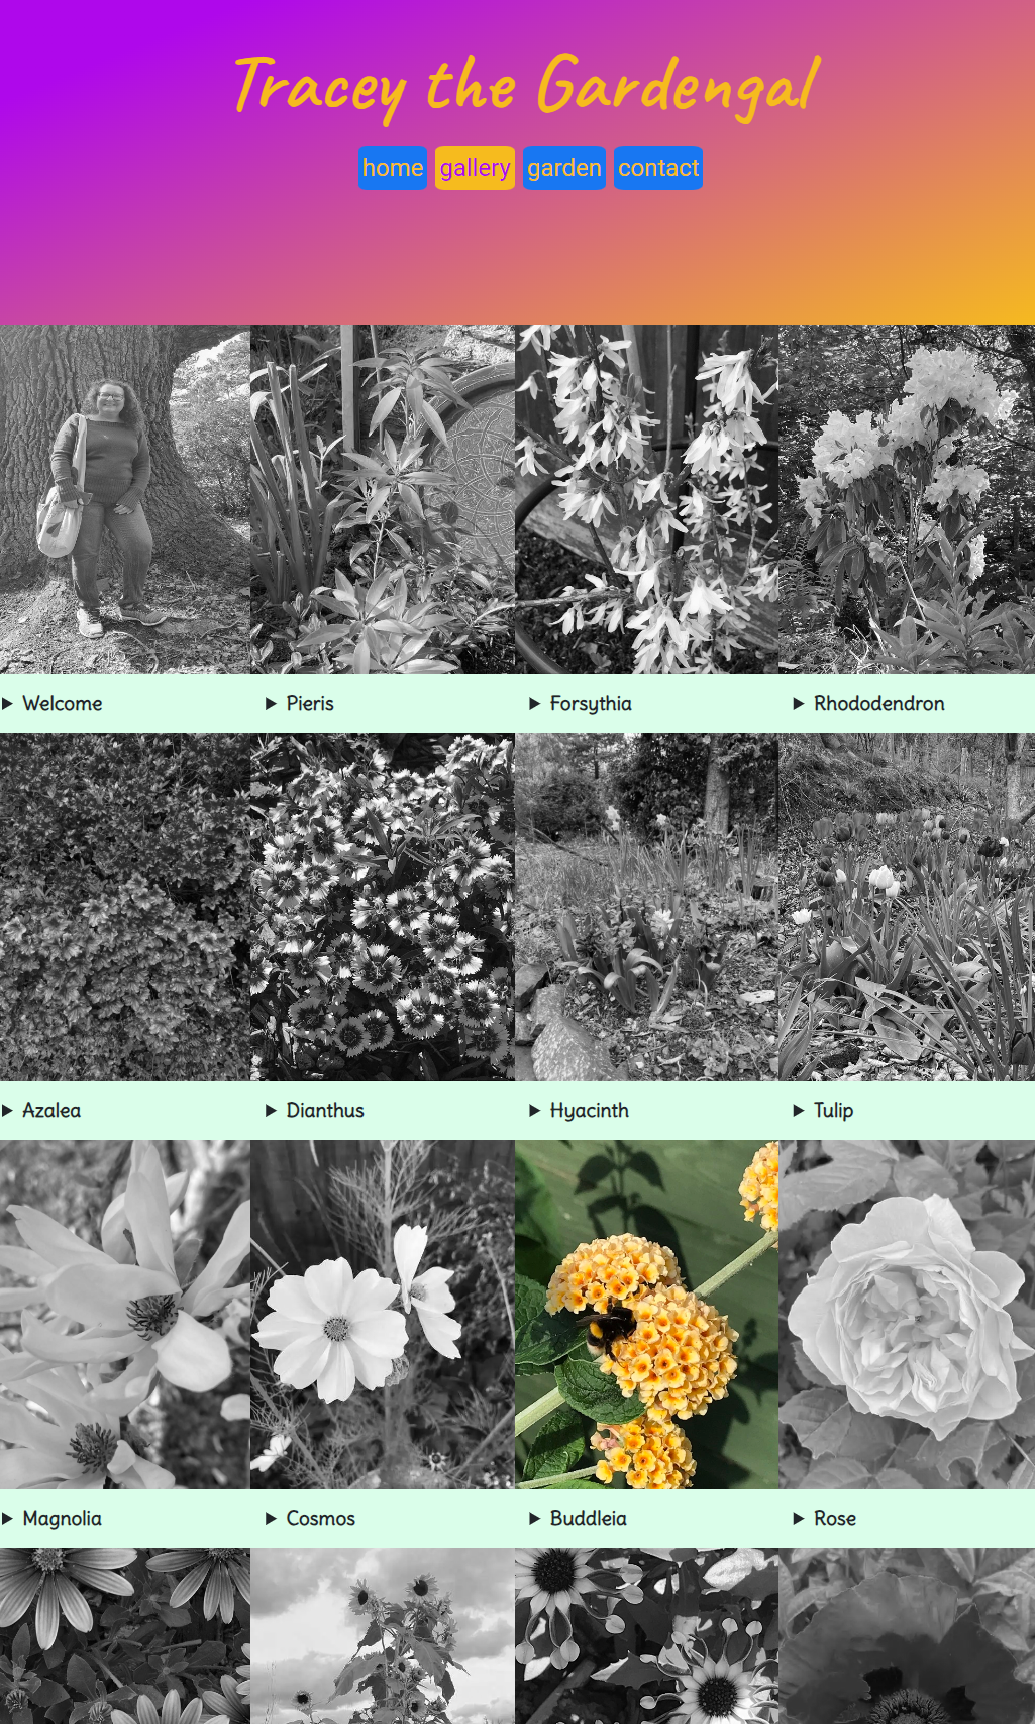 Tracey the Gardengal
home gallery garden contact
Welcome Pieris Forsythia Rhododendron
Azalea Dianthus Hyacinth Tulip
Magnolia Cosmos Buddleia Rose